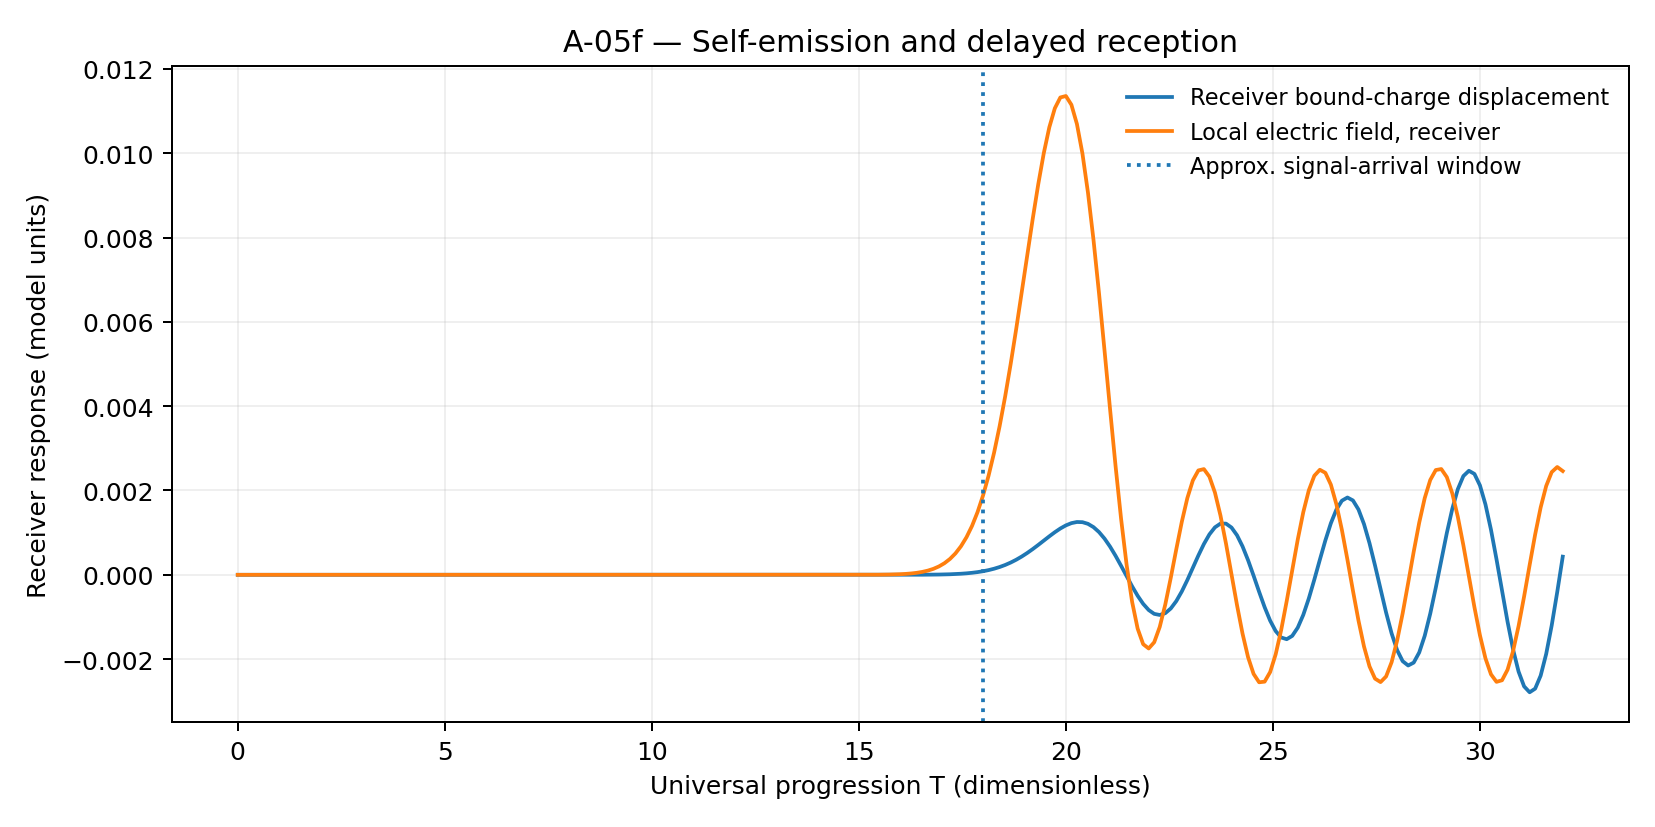 A-05f — Self-emission and delayed reception
Receiver response (model units)
0.012
0.010
0.008
0.006
0.004
0.002
0.000
−0.002
Receiver bound-charge displacement
Local electric field, receiver
Approx. signal-arrival window
0 5 10 15 20 25 30
Universal progression T (dimensionless)